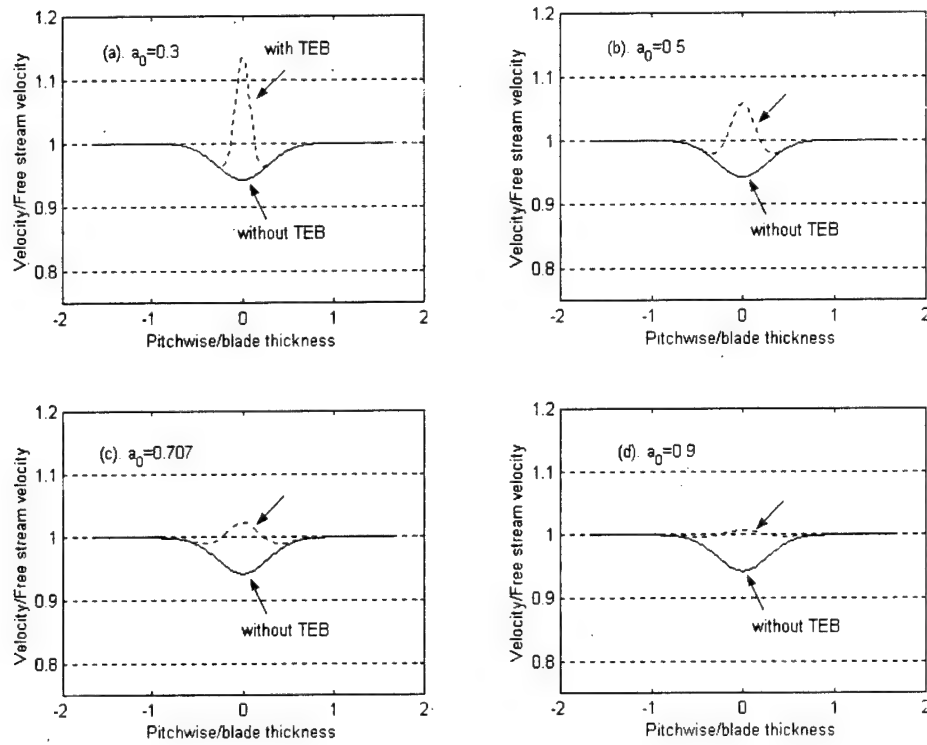 1.2
(a). a0=0.3
with TEB
1.1
1
0.9
without TEB
0.8
-2 -1 0 1 2
Pitchwise/blade thickness
Velocity/Free stream velocity
1.2
(b). a0=0 5
1.1
1
0.9
without TEB
0.8
-2 -1 0 1 2
Pitchwise/blade thickness
Velocity/Free stream velocity
1.2
(c). a0=0.707
1.1
1
0.9
without TEB
0.8
-2 -1 0 1 2
Pitchwise/blade thickness
Velocity/Free stream velocity
1.2
(d). a0=0 9
1.1
1
0.9
without TEB
0.8
-2 -1 0 1 2
Pitchwise/blade thickness
Velocity/Free stream velocity